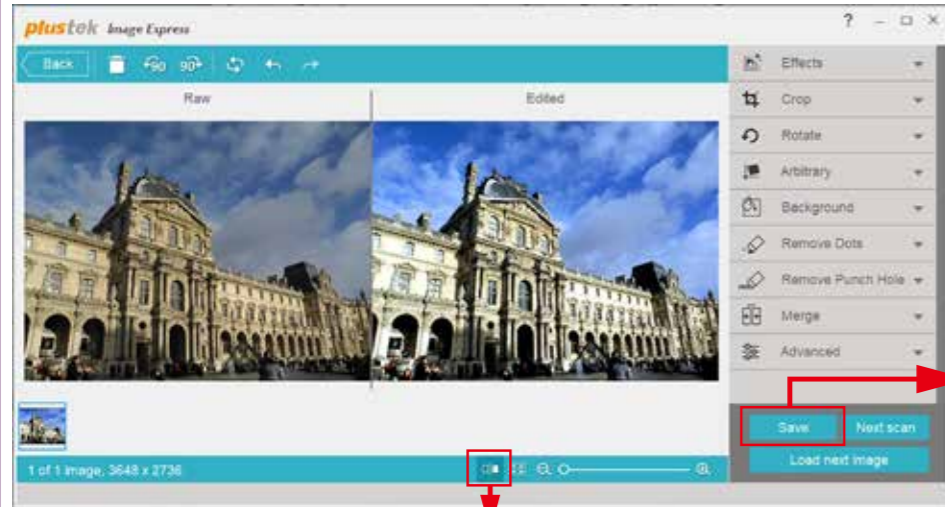 plustek Image Express
?
Back
90 90
Raw Edited
Effects
Crop
Rotate
Arbitrary
Background
Remove Dots
Remove Punch Hole
Merge
Advanced
Save Next scan
Load next image
1 of 1 image, 3648 x 2736